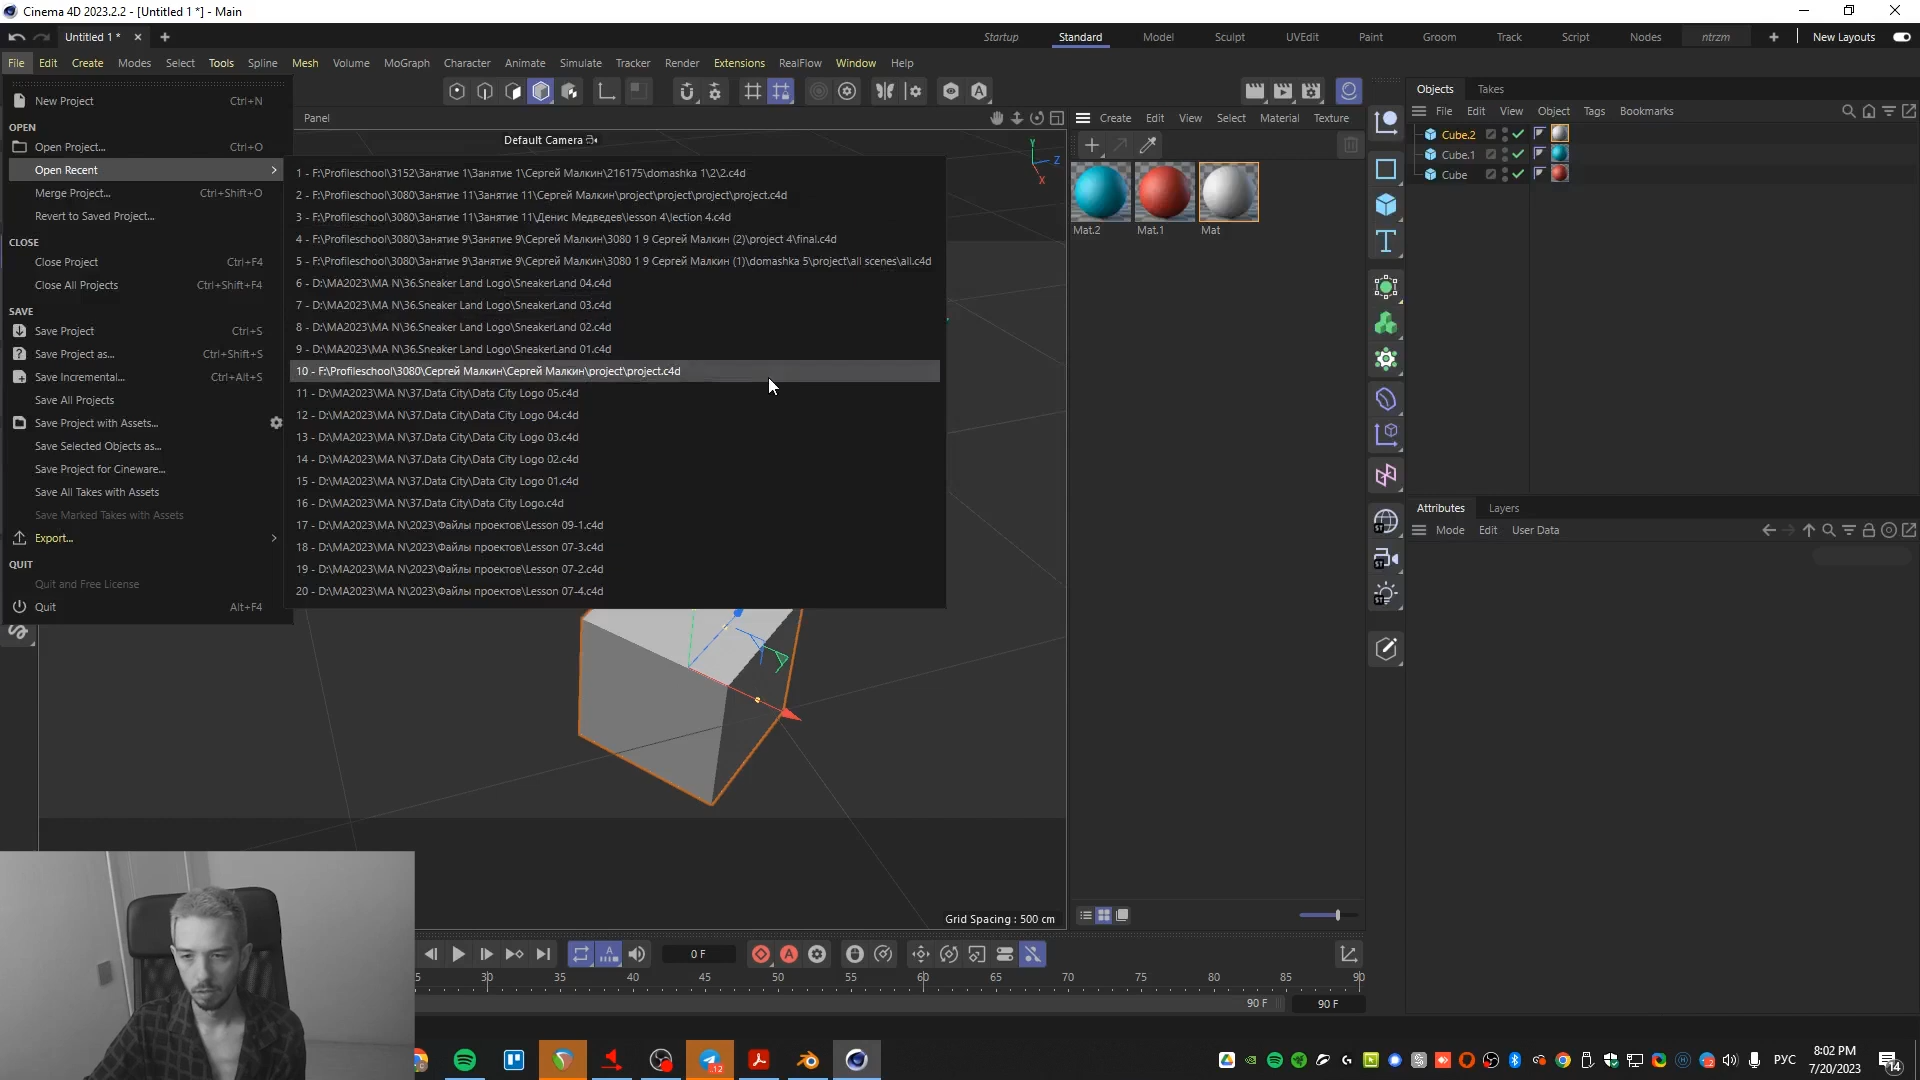 Cinema 4D 2023.2.2 - [Untitled 1 *] - Main
Untitled 1 *
Startup
Standard
Model
Sculpt
UVEdit
Paint
Groom
Track
Script
Nodes
ntrzm
New Layouts
File
Edit
Create
Modes
Select
Tools
Spline
Mesh
Volume
MoGraph
Character
Animate
Simulate
Tracker
Render
Extensions
RealFlow
Window
Help
New Project Ctrl+N
OPEN
Open Project... Ctrl+O
Open Recent
Merge Project... Ctrl+Shift+O
Revert to Saved Project...
CLOSE
Close Project Ctrl+F4
Close All Projects Ctrl+Shift+F4
SAVE
Save Project Ctrl+S
Save Project as... Ctrl+Shift+S
Save Incremental... Ctrl+Alt+S
Save All Projects
Save Project with Assets...
Save Selected Objects as...
Save Project for Cineware...
Save All Takes with Assets
Save Marked Takes with Assets
Export...
QUIT
Quit and Free License
Quit Alt+F4
Panel
Default Camera
Y
Z
X
1 - F:\Profileschool\3152\Занятие 1\Занятие 1\Сергей Малкин\216175\domashka 1\2\2.c4d
2 - F:\Profileschool\3080\Занятие 11\Занятие 11\Сергей Малкин\project\project\project\project.c4d
3 - F:\Profileschool\3080\Занятие 11\Занятие 11\Денис Медведев\lesson 4\lection 4.c4d
4 - F:\Profileschool\3080\Занятие 9\Занятие 9\Сергей Малкин\3080 1 9 Сергей Малкин (2)\project 4\final.c4d
5 - F:\Profileschool\3080\Занятие 9\Занятие 9\Сергей Малкин\3080 1 9 Сергей Малкин (1)\domashka 5\project\all scenes\all.c4d
6 - D:\MA2023\MA N\36.Sneaker Land Logo\SneakerLand 04.c4d
7 - D:\MA2023\MA N\36.Sneaker Land Logo\SneakerLand 03.c4d
8 - D:\MA2023\MA N\36.Sneaker Land Logo\SneakerLand 02.c4d
9 - D:\MA2023\MA N\36.Sneaker Land Logo\SneakerLand 01.c4d
10 - F:\Profileschool\3080\Сергей Малкин\Сергей Малкин\project\project.c4d
11 - D:\MA2023\MA N\37.Data City\Data City Logo 05.c4d
12 - D:\MA2023\MA N\37.Data City\Data City Logo 04.c4d
13 - D:\MA2023\MA N\37.Data City\Data City Logo 03.c4d
14 - D:\MA2023\MA N\37.Data City\Data City Logo 02.c4d
15 - D:\MA2023\MA N\37.Data City\Data City Logo 01.c4d
16 - D:\MA2023\MA N\37.Data City\Data City Logo.c4d
17 - D:\MA2023\MA N\2023\Файлы проектов\Lesson 09-1.c4d
18 - D:\MA2023\MA N\2023\Файлы проектов\Lesson 07-3.c4d
19 - D:\MA2023\MA N\2023\Файлы проектов\Lesson 07-2.c4d
20 - D:\MA2023\MA N\2023\Файлы проектов\Lesson 07-4.c4d
Grid Spacing : 500 cm
Create
Edit
View
Select
Material
Texture
Mat.2
Mat.1
Mat
Objects
Takes
File
Edit
View
Object
Tags
Bookmarks
Cube.2
Cube.1
Cube
Attributes
Layers
Mode
Edit
User Data
0 F
30 35 40 45 50 55 60 65 70 75 80 85 90
90 F
90 F
12
РУС
8:02 PM
7/20/2023
14